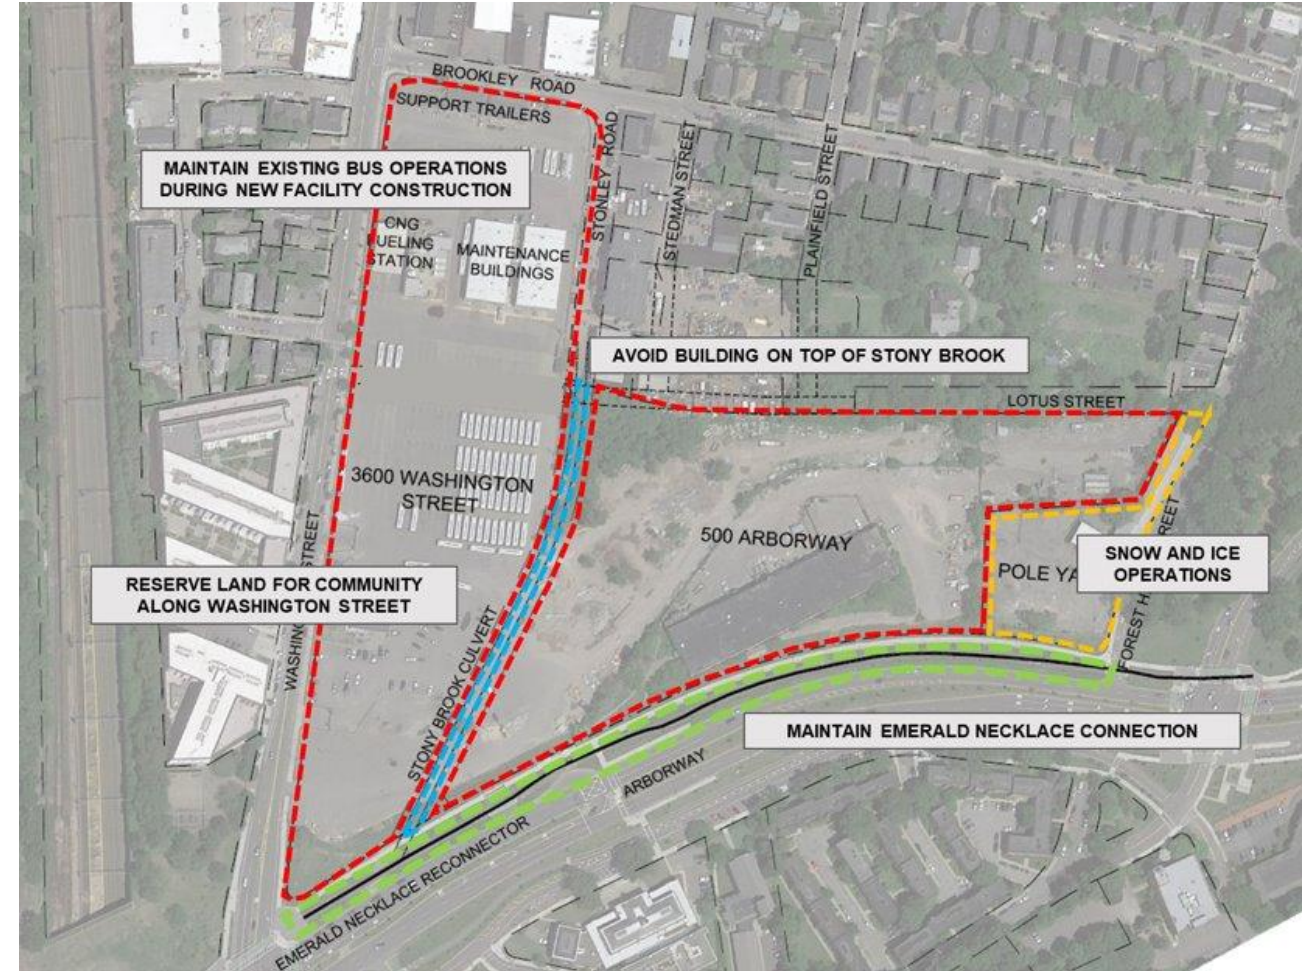 BROOKLEY ROAD
SUPPORT TRAILERS
MAINTAIN EXISTING BUS OPERATIONS
DURING NEW FACILITY CONSTRUCTION
STONLEY ROAD
STEDMAN STREET
PLAINFIELD STREET
CNG
FUELING
STATION
MAINTENANCE
BUILDINGS
AVOID BUILDING ON TOP OF STONY BROOK
LOTUS STREET
3600 WASHINGTON
STREET
500 ARBORWAY
POLE YA
SNOW AND ICE
OPERATIONS
RESERVE LAND FOR COMMUNITY
ALONG WASHINGTON STREET
WASHING
STREET
STONY BROOK CULVERT
FOREST H
REET
MAINTAIN EMERALD NECKLACE CONNECTION
ARBORWAY
EMERALD NECKLACE RECONNECTOR